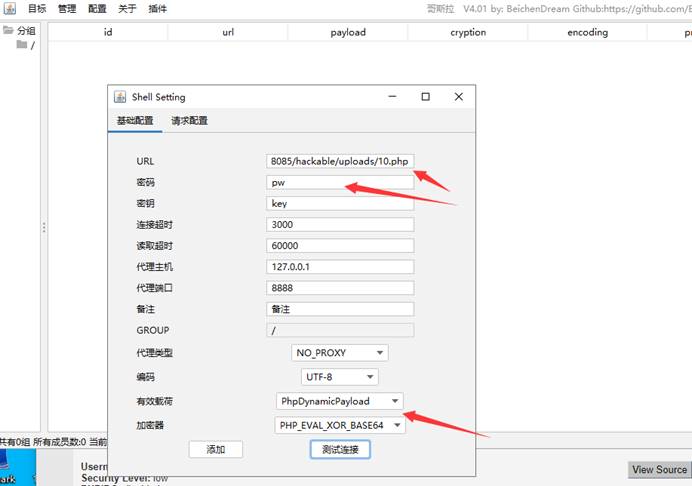 目标 管理 配置 关于 插件 哥斯拉 V4.01 by: BeichenDream Github:https://github.com/
分组 id url payload cryption encoding
/
Shell Setting
基础配置 请求配置
URL 8085/hackable/uploads/10.php
密码 pw
密钥 key
连接超时 3000
读取超时 60000
代理主机 127.0.0.1
代理端口 8888
备注 备注
GROUP /
代理类型 NO_PROXY
编码 UTF-8
有效载荷 PhpDynamicPayload
加密器 PHP_EVAL_XOR_BASE64
共有0组 所有成员数:0 当前
添加 测试连接
Usern
Security Level: low
View Source
ark